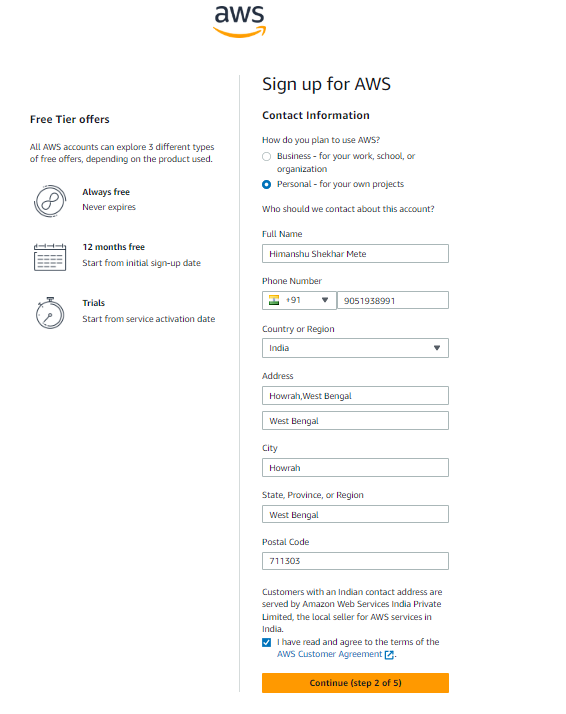 aws
Sign up for AWS
Free Tier offers
All AWS accounts can explore 3 different types
of free offers, depending on the product used.
Always free
Never expires
12 months free
Start from initial sign-up date
Trials
Start from service activation date
Contact Information
How do you plan to use AWS?
Business - for your work, school, or
organization
Personal - for your own projects
Who should we contact about this account?
Full Name
Himanshu Shekhar Mete
Phone Number
+91 9051938991
Country or Region
India
Address
Howrah,West Bengal
West Bengal
City
Howrah
State, Province, or Region
West Bengal
Postal Code
711303
Customers with an Indian contact address are
served by Amazon Web Services India Private
Limited, the local seller for AWS services in
India.
I have read and agree to the terms of the
AWS Customer Agreement.
Continue (step 2 of 5)